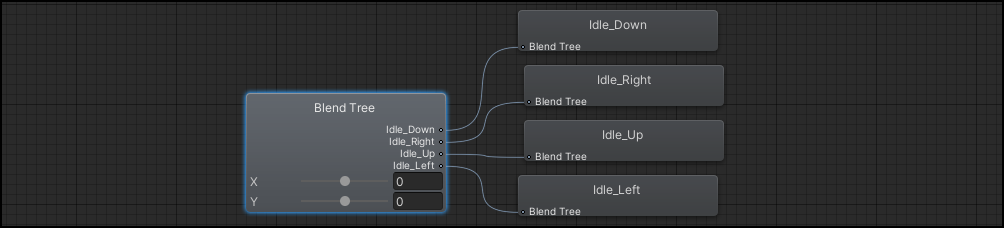 Blend Tree
Idle_Down
Idle_Right
Idle_Up
Idle_Left
X 0
Y 0
Idle_Down
Blend Tree
Idle_Right
Blend Tree
Idle_Up
Blend Tree
Idle_Left
Blend Tree